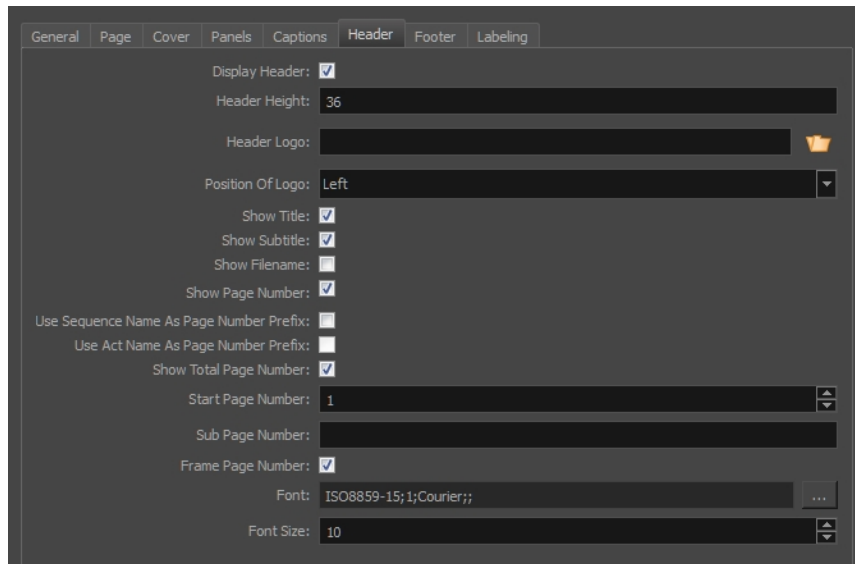 General Page Cover Panels Captions Header Footer Labeling
Display Header:
Header Height: 36
Header Logo:
Position Of Logo: Left
Show Title:
Show Subtitle:
Show Filename:
Show Page Number:
Use Sequence Name As Page Number Prefix:
Use Act Name As Page Number Prefix:
Show Total Page Number:
Start Page Number: 1
Sub Page Number:
Frame Page Number:
Font: ISO8859-15;1;Courier;; ...
Font Size: 10